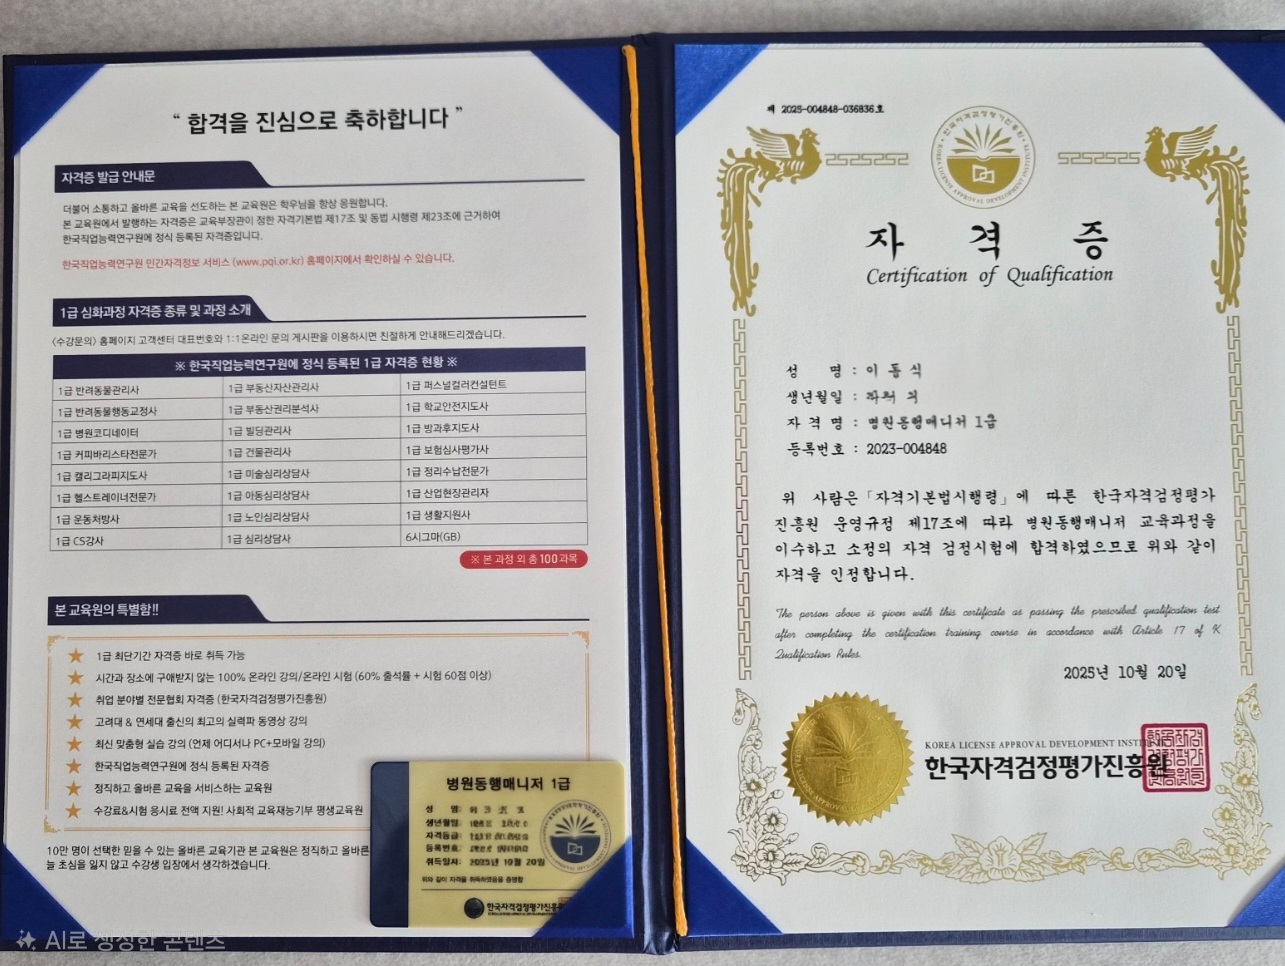 “ 합격을 진심으로 축하합니다 ”
자격증 발급 안내문
더불어 소통하고 올바른 교육을 선도하는 본 교육원은 학우님을 항상 응원합니다.
본 교육원에서 발행하는 자격증은 교육부장관이 정한 자격기본법 제17조 및 동법 시행령 제23조에 근거하여
한국직업능력연구원에 정식 등록된 자격증입니다.
한국직업능력연구원 민간자격정보 서비스 (www.pqi.or.kr) 홈페이지에서 확인하실 수 있습니다.
1급 심화과정 자격증 종류 및 과정 소개
<수강문의> 홈페이지 고객센터 대표번호와 1:1온라인 문의 게시판을 이용하시면 친절하게 안내해드리겠습니다.
※ 한국직업능력연구원에 정식 등록된 1급 자격증 현황 ※
1급 반려동물관리사 1급 부동산자산관리사 1급 퍼스널컬러컨설턴트
1급 반려동물행동교정사 1급 부동산권리분석사 1급 학교안전지도사
1급 병원코디네이터 1급 빌딩관리사 1급 방과후지도사
1급 커피바리스타전문가 1급 건물관리사 1급 보험심사평가사
1급 캘리그라피지도사 1급 미술심리상담사 1급 정리수납전문가
1급 헬스트레이너전문가 1급 아동심리상담사 1급 산업현장관리자
1급 운동처방사 1급 노인심리상담사 1급 생활지원사
1급 CS강사 1급 심리상담사 6시그마(GB)
※ 본 과정 외 총 100과목
본 교육원의 특별함!!
1급 최단기간 자격증 바로 취득 가능
시간과 장소에 구애받지 않는 100% 온라인 강의/온라인 시험 (60% 출석률 + 시험 60점 이상)
취업 분야별 전문협회 자격증 (한국자격검정평가진흥원)
고려대 & 연세대 출신의 최고의 실력파 동영상 강의
최신 맞춤형 실습 강의 (언제 어디서나 PC+모바일 강의)
한국직업능력연구원에 정식 등록된 자격증
정직하고 올바른 교육을 서비스하는 교육원
수강료&시험 응시료 전액 지원! 사회적 교육재능기부 평생교육원
10만 명이 선택한 믿을 수 있는 올바른 교육기관 본 교육원은 정직하고 올바른
늘 초심을 잃지 않고 수강생 입장에서 생각하겠습니다.
병원동행매니저 1급
성 명:
생년월일:
자격등급:
등록번호:
취득일자: 2025년 10월 20일
위와 같이 자격을 취득하였음을 증명함
한국자격검정평가진흥원
AI로 생성한 콘텐츠
제 2025-004848-036836호
자 격 증
Certification of Qualification
성 명 : 이 동 식
생년월일 :
자 격 명 : 병원동행매니저 1급
등록번호 : 2023-004848
위 사람은 「자격기본법시행령」에 따른 한국자격검정평가
진흥원 운영규정 제17조에 따라 병원동행매니저 교육과정을
이수하고 소정의 자격 검정시험에 합격하였으므로 위와 같이
자격을 인정합니다.
The person above is given with this certificate as passing the prescribed qualification test
after completing the certification training course in accordance with Article 17 of K
Qualification Rules.
2025년 10월 20일
KOREA LICENSE APPROVAL DEVELOPMENT
한국자격검정평가진흥원